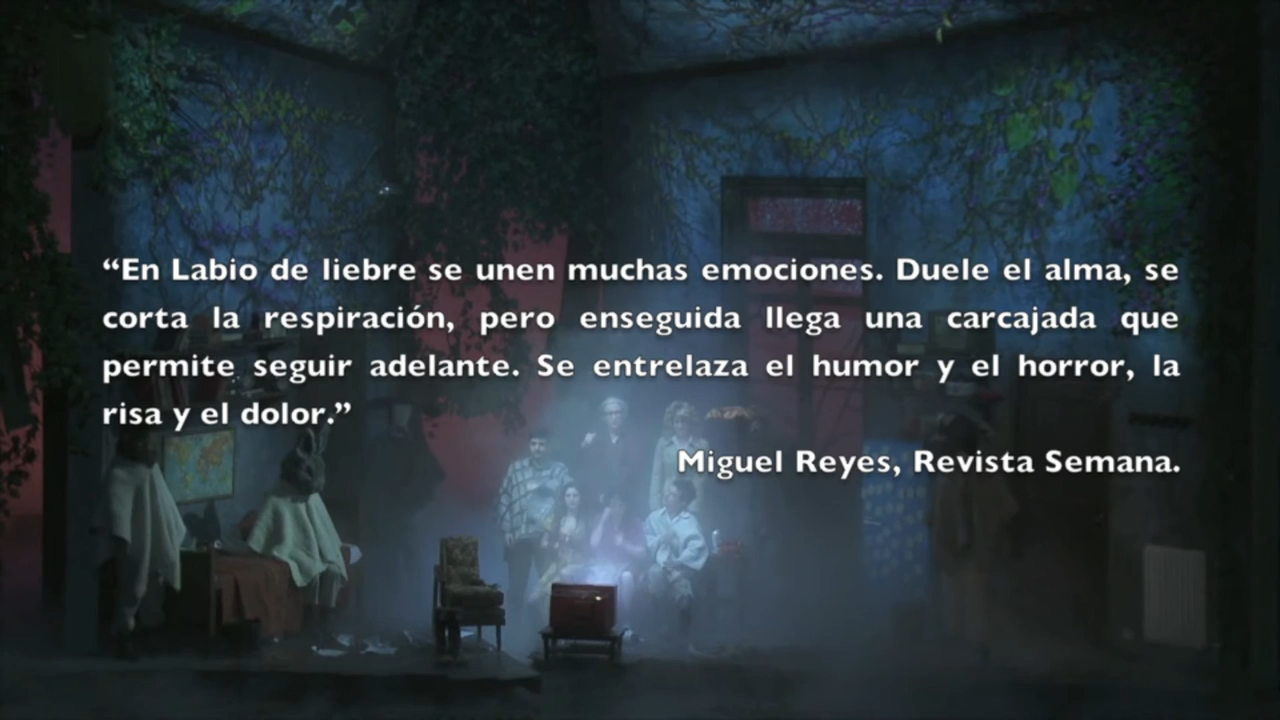 “En Labio de liebre se unen muchas emociones. Duele el alma, se
corta la respiración, pero enseguida llega una carcajada que
permite seguir adelante. Se entrelaza el humor y el horror, la
risa y el dolor.”
Miguel Reyes, Revista Semana.